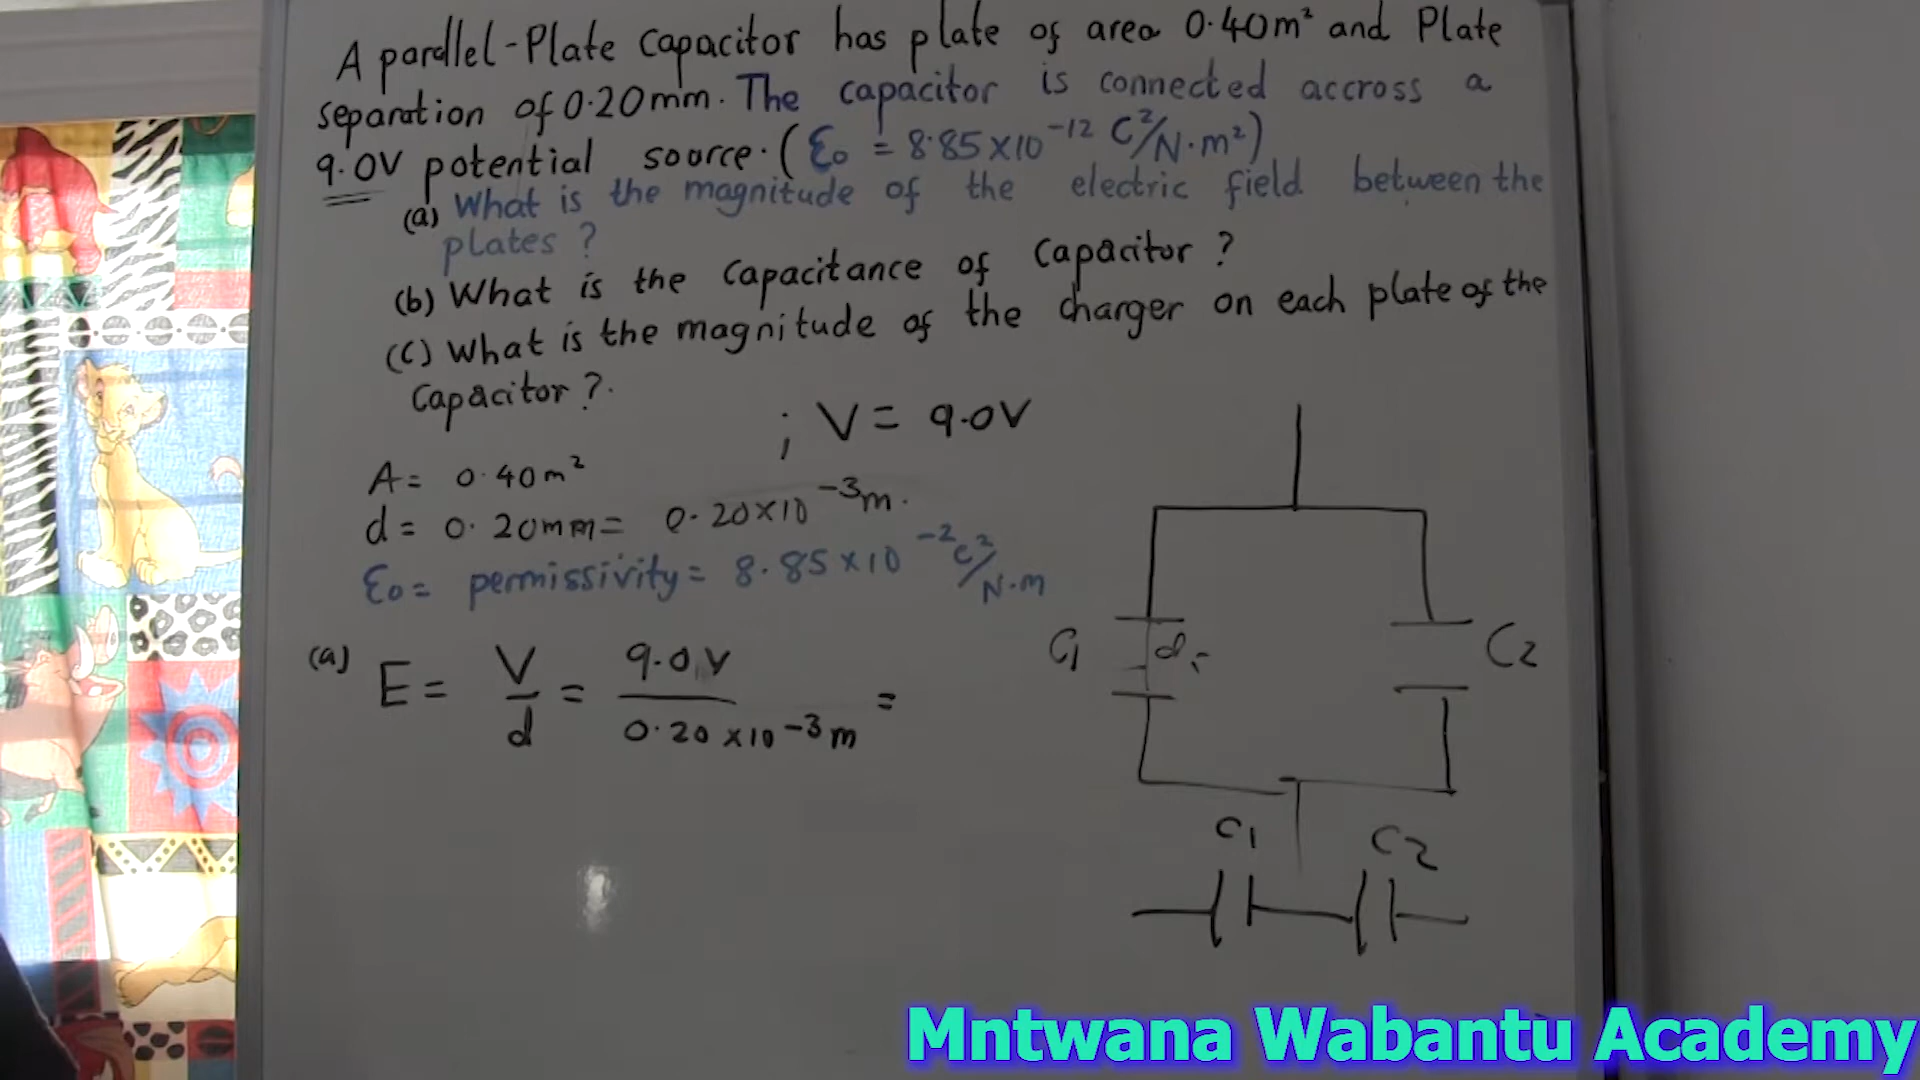 A parallel-Plate capacitor has plate of area 0.40m² and Plate
separation of 0.20mm. The capacitor is connected accross a
9.0V potential source. (ε₀ = 8.85×10⁻¹² C²/N.m²)
(a) What is the magnitude of the electric field between the
plates ?
(b) What is the Capacitance of Capacitor ?
(c) What is the magnitude of the charger on each plate of the
Capacitor ?.
; V = 9.0V
A = 0.40m²
d = 0.20mm = 0.20×10⁻³m.
ε₀ = permissivity = 8.85×10⁻² C²/N.m
(a) E = V/d = 9.0V/0.20×10⁻³m =
C1 d C2
C1 C2
Mntwana Wabantu Academy